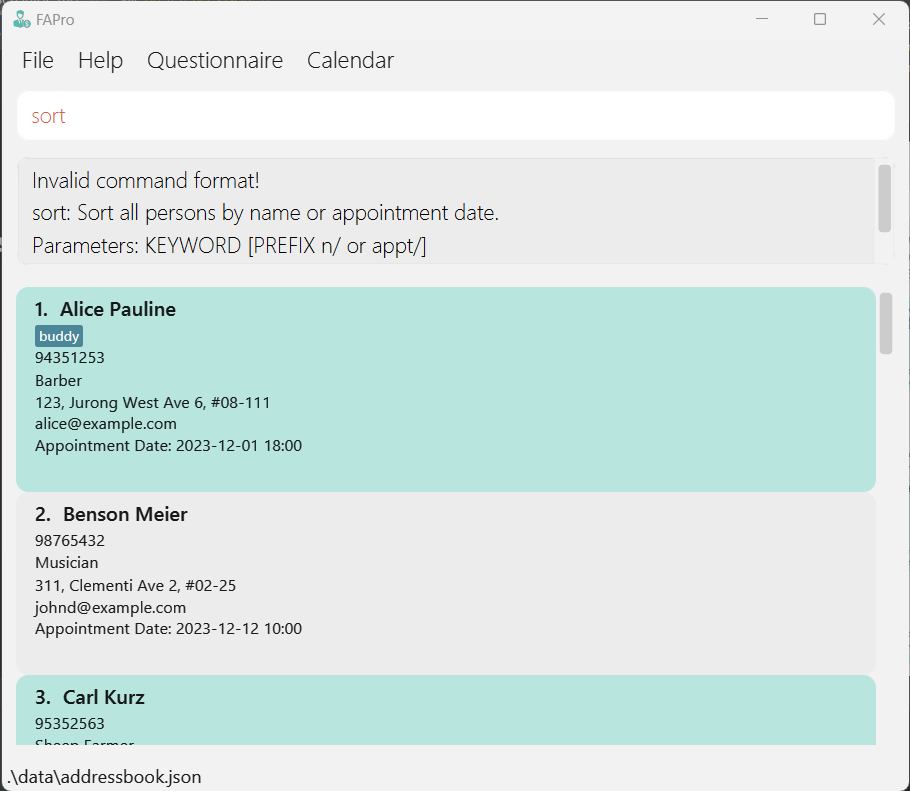 FAPro
File Help Questionnaire Calendar
sort
Invalid command format!
sort: Sort all persons by name or appointment date.
Parameters: KEYWORD [PREFIX n/ or appt/]
1. Alice Pauline
buddy
94351253
Barber
123, Jurong West Ave 6, #08-111
alice@example.com
Appointment Date: 2023-12-01 18:00
2. Benson Meier
98765432
Musician
311, Clementi Ave 2, #02-25
johnd@example.com
Appointment Date: 2023-12-12 10:00
3. Carl Kurz
95352563
Sheep Farmer
.\data\addressbook.json